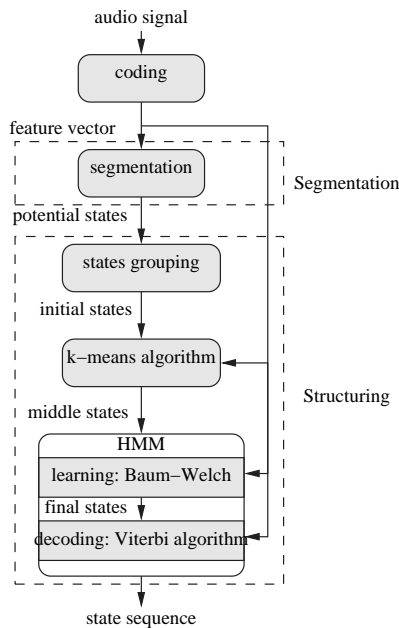 audio signal
coding
feature vector
segmentation
Segmentation
potential states
states grouping
initial states
k−means algorithm
Structuring
middle states
HMM
learning: Baum−Welch
final states
decoding: Viterbi algorithm
state sequence